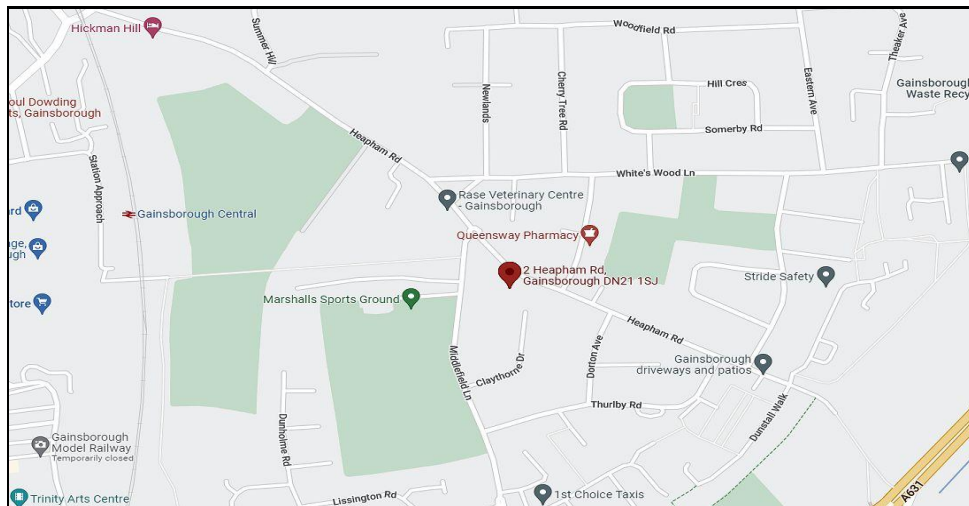 Hickman Hill
Summer Hill
Woodfield Rd
Theaker Ave
oul Dowding
ts, Gainsborough
Newlands
Cherry Tree Rd
Hill Cres
Eastern Ave
Gainsborough
Waste Recy
Heapham Rd
Somerby Rd
Station Approach
White's Wood Ln
Rase Veterinary Centre
- Gainsborough
ard
Gainsborough Central
Queensway Pharmacy
age,
ugh
2 Heapham Rd,
Gainsborough DN21 1SJ
Stride Safety
tore
Marshalls Sports Ground
Heapham Rd
Middlefield Ln
Claythorne Dr
Dorton Ave
Gainsborough
driveways and patios
Thurlby Rd
Dunholme Rd
Dunstall Walk
Gainsborough
Model Railway
Temporarily closed
Trinity Arts Centre
Lissington Rd
1st Choice Taxis
A631